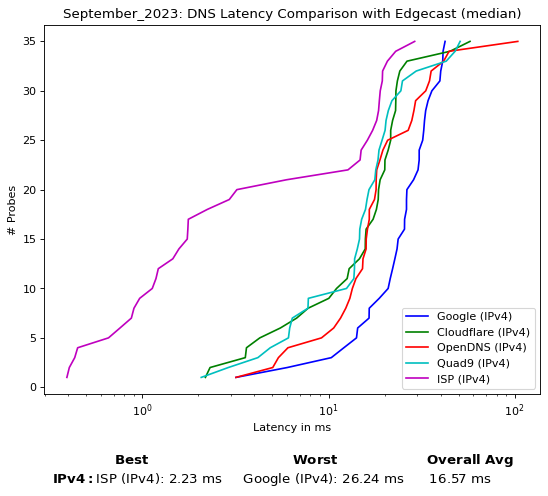 September_2023: DNS Latency Comparison with Edgecast (median)
35
30
25
20
15
10
5
0
# Probes
10⁰
10¹
10²
Latency in ms
Google (IPv4)
Cloudflare (IPv4)
OpenDNS (IPv4)
Quad9 (IPv4)
ISP (IPv4)
Best Worst Overall Avg
IPv4: ISP (IPv4): 2.23 ms Google (IPv4): 26.24 ms 16.57 ms